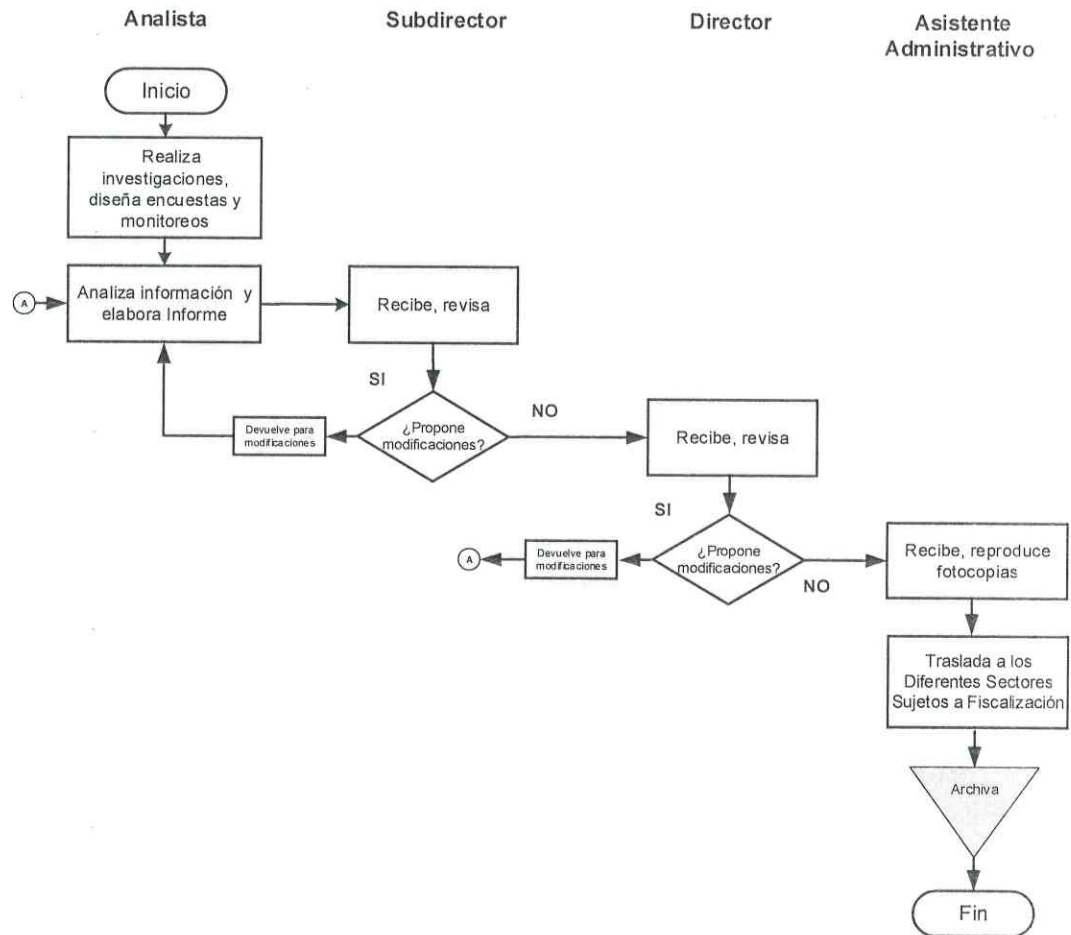 Analista
Subdirector
Director
Asistente
Administrativo
Inicio
Realiza
investigaciones,
diseña encuestas y
monitoreos
A
Analiza información y
elabora Informe
Recibe, revisa
SI
Devuelve para
modificaciones
¿Propone
modificaciones?
NO
Recibe, revisa
SI
A
Devuelve para
modificaciones
¿Propone
modificaciones?
NO
Recibe, reproduce
fotocopias
Traslada a los
Diferentes Sectores
Sujetos a Fiscalización
Archiva
Fin